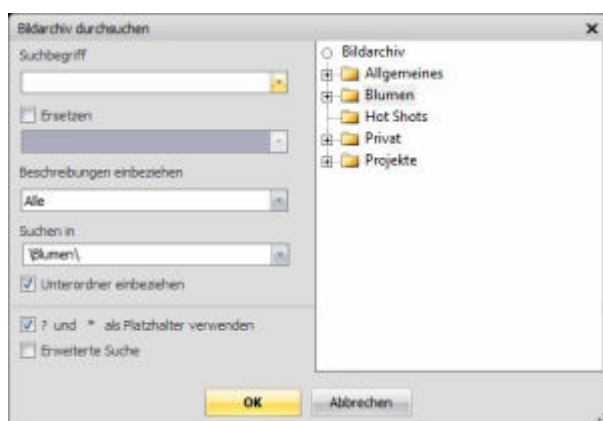 Bildarchiv durchsuchen
Suchbegriff
Ersetzen
Beschreibungen einbeziehen
Alle
Suchen in
\Blumen\
Unterordner einbeziehen
? und * als Platzhalter verwenden
Erweiterte Suche
Bildarchiv
Allgemeines
Blumen
Hot Shots
Privat
Projekte
OK
Abbrechen